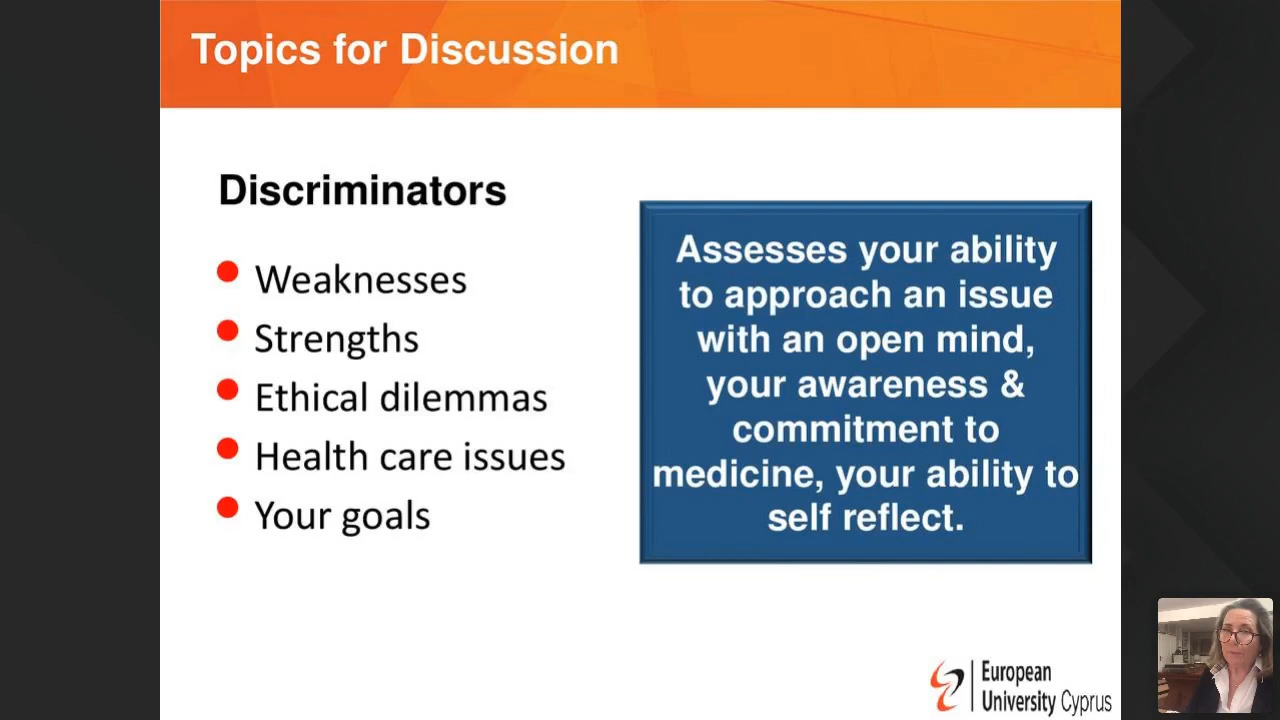 Topics for Discussion
Discriminators
Weaknesses
Strengths
Ethical dilemmas
Health care issues
Your goals
Assesses your ability
to approach an issue
with an open mind,
your awareness &
commitment to
medicine, your ability to
self reflect.
European
University Cyprus